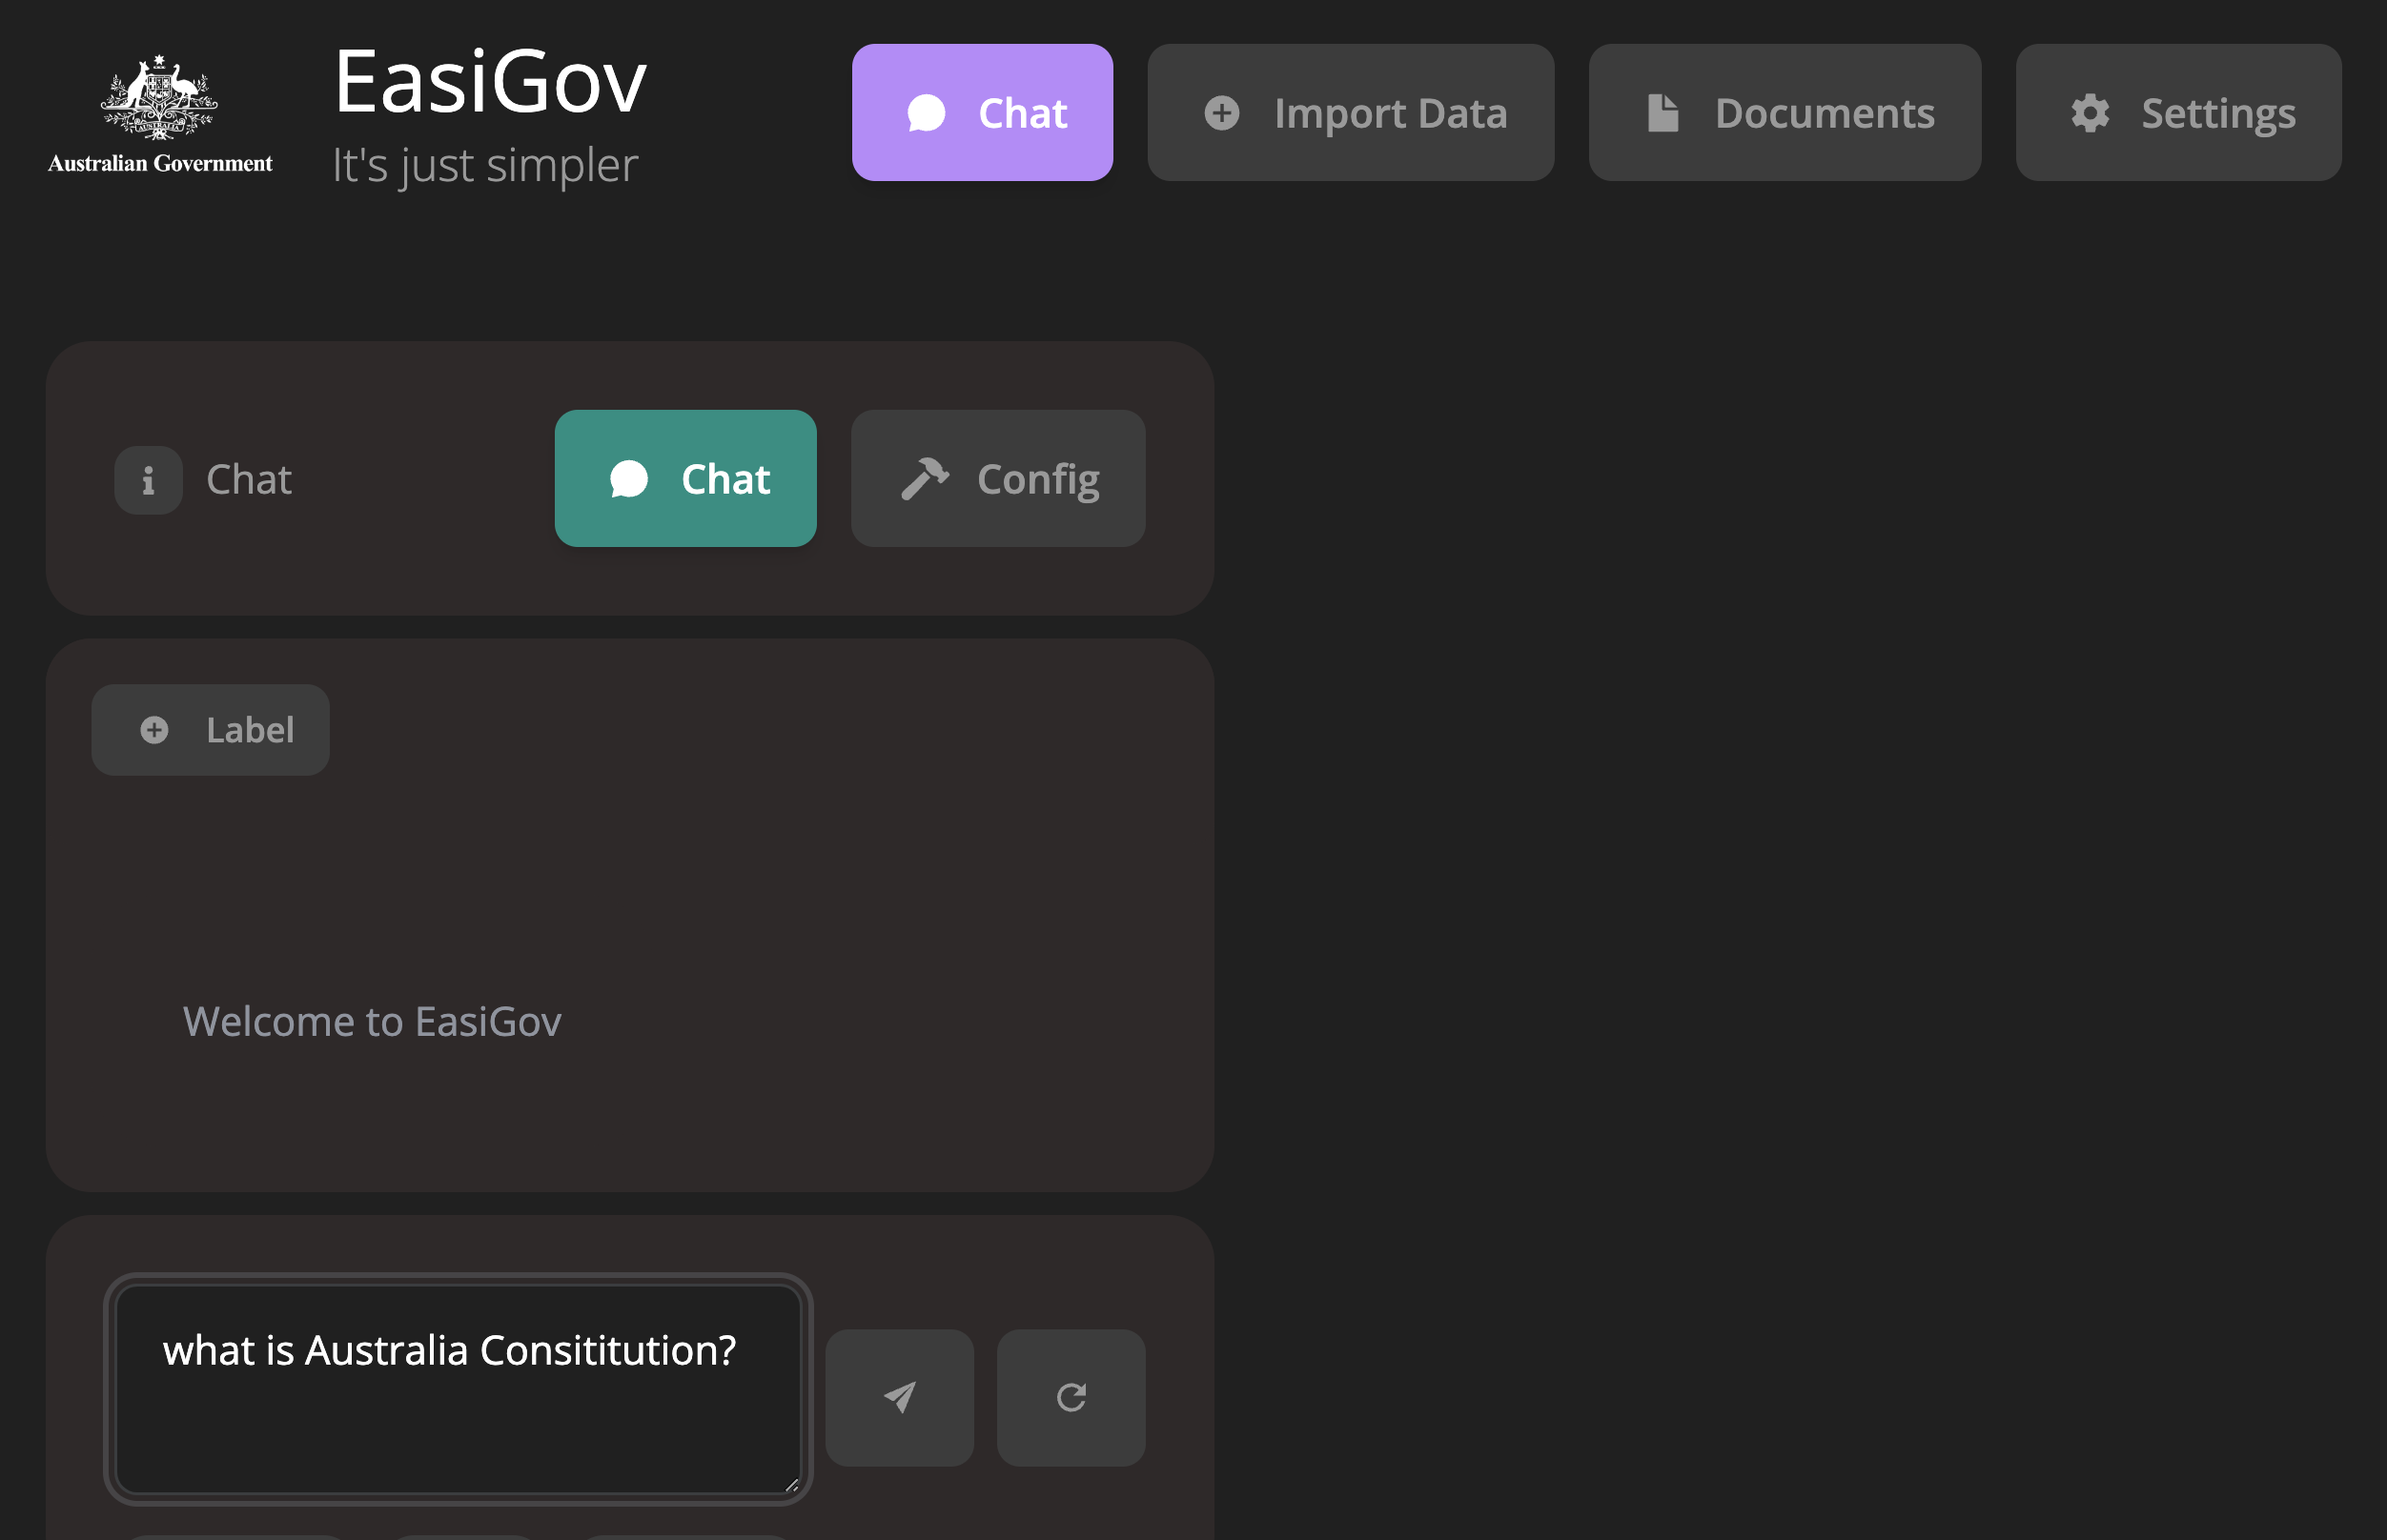 AUSTRALIA
Australian Government
EasiGov
It's just simpler
Chat
Import Data
Documents
Settings
Chat
Chat
Config
Label
Welcome to EasiGov
what is Australia Consititution?